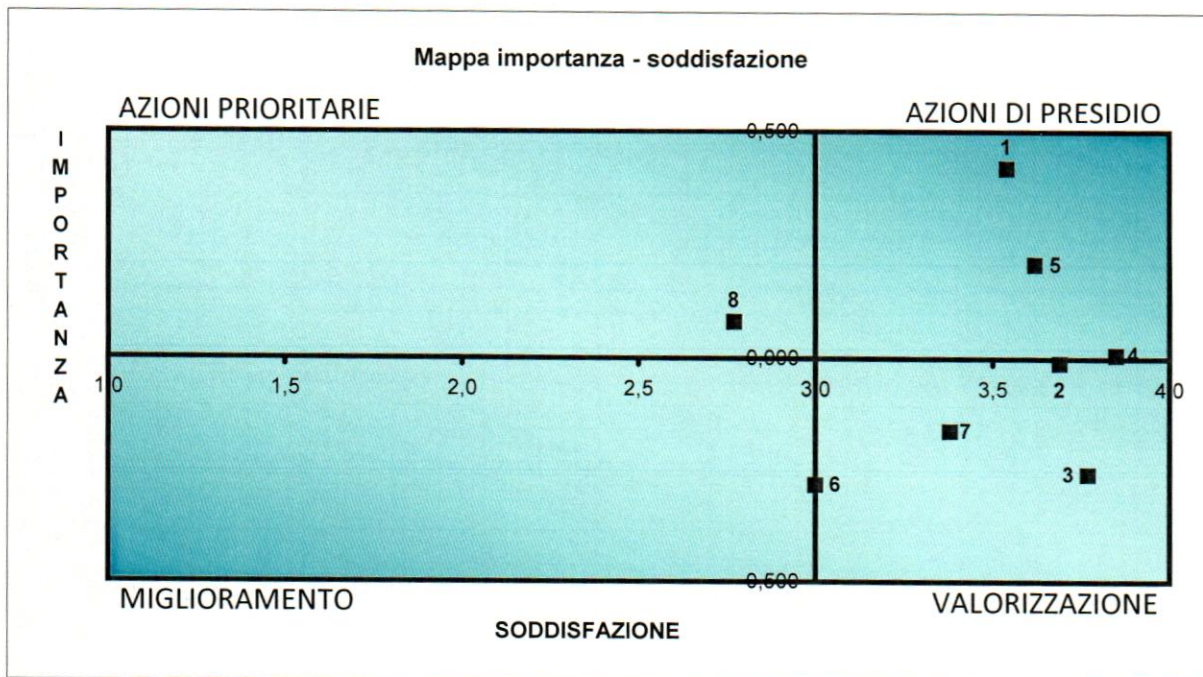 Mappa importanza - soddisfazione
AZIONI PRIORITARIE
AZIONI DI PRESIDIO
IMPORTANZA
0,500
1
5
8
0,000
4
1,0
1,5
2,0
2,5
3,0
3,5
2
4,0
7
3
6
0,500
MIGLIORAMENTO
VALORIZZAZIONE
SODDISFAZIONE